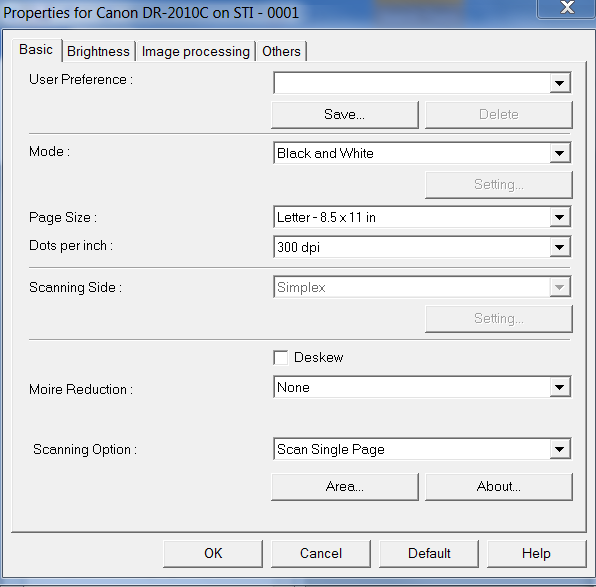 Properties for Canon DR-2010C on STI - 0001
Basic Brightness Image processing Others
User Preference :
Save... Delete
Mode : Black and White
Setting...
Page Size : Letter - 8.5 x 11 in
Dots per inch : 300 dpi
Scanning Side : Simplex
Setting...
Deskew
Moire Reduction : None
Scanning Option : Scan Single Page
Area... About...
OK Cancel Default Help